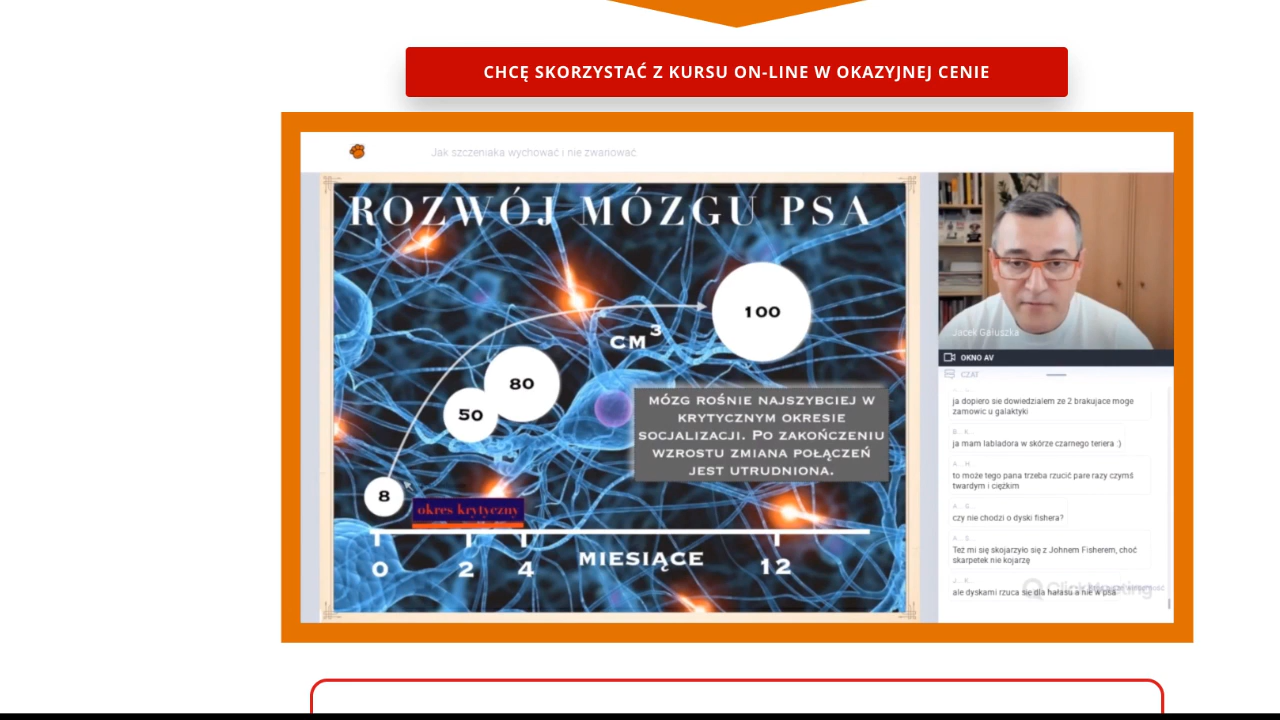 CHCĘ SKORZYSTAĆ Z KURSU ON-LINE W OKAZYJNEJ CENIE
Jak szczeniaka wychować i nie zwariować
ROZWÓJ MÓZGU PSA
100
CM3
80
50
MÓZG ROŚNIE NAJSZYBCIEJ W
KRYTYCZNYM OKRESIE
SOCJALIZACJI. PO ZAKOŃCZENIU
WZROSTU ZMIANA POŁĄCZEŃ
JEST UTRUDNIONA.
8
okres krytyczny
MIESIĄCE
0 2 4 12
Jacek Gałuszka
OKNO AV
CZAT
ja dopiero sie dowiedzialem ze 2 brakujace moge
zamowic u galaktyki
B... K...
ja mam labladora w skórze czarnego teriera :)
A... H...
to może tego pana trzeba rzucić pare razy czymś
twardym i ciężkim
A... G...
czy nie chodzi o dyski fishera?
A... S...
Też mi się skojarzyło się z Johnem Fisherem, choć
skarpetek nie kojarzę
J... K...
ale dyskami rzuca sie dla hałasu a nie w psa
ClickMeeting